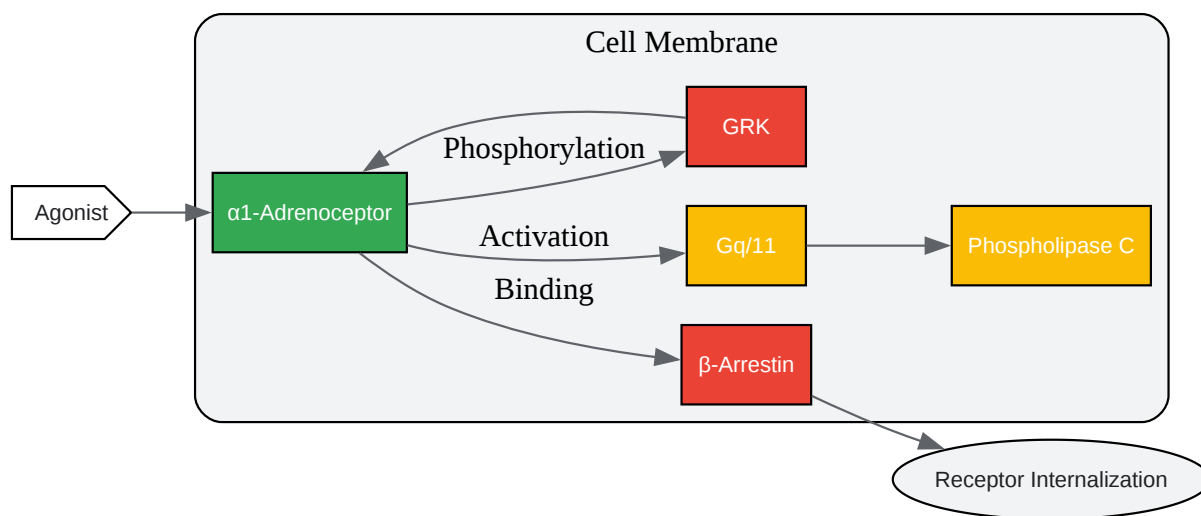 Cell Membrane
GRK
Phosphorylation
Agonist
α1-Adrenoceptor
Activation
Gq/11
Phospholipase C
Binding
β-Arrestin
Receptor Internalization